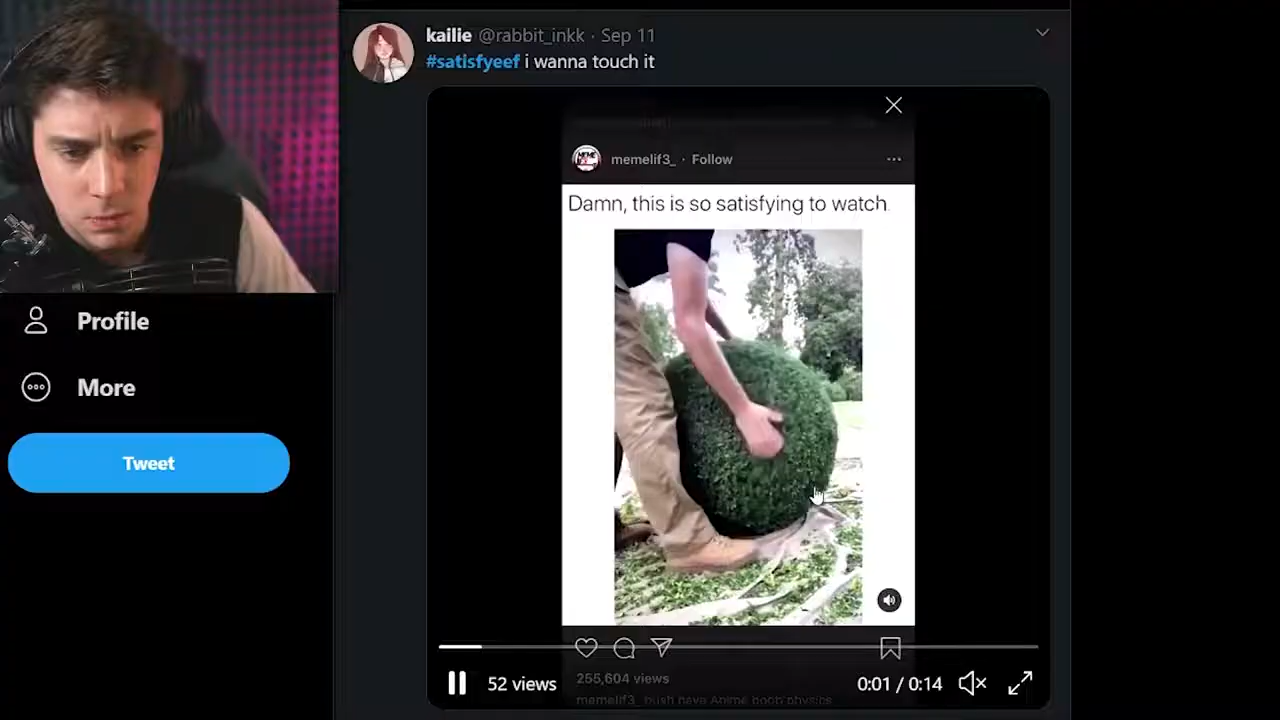 kailie @rabbit_inkk · Sep 11
#satisfyeef i wanna touch it
memelif3_ · Follow
Damn, this is so satisfying to watch.
Profile
More
Tweet
52 views
255,604 views
0:01 / 0:14
memelif3_ bush have Anime boob physics